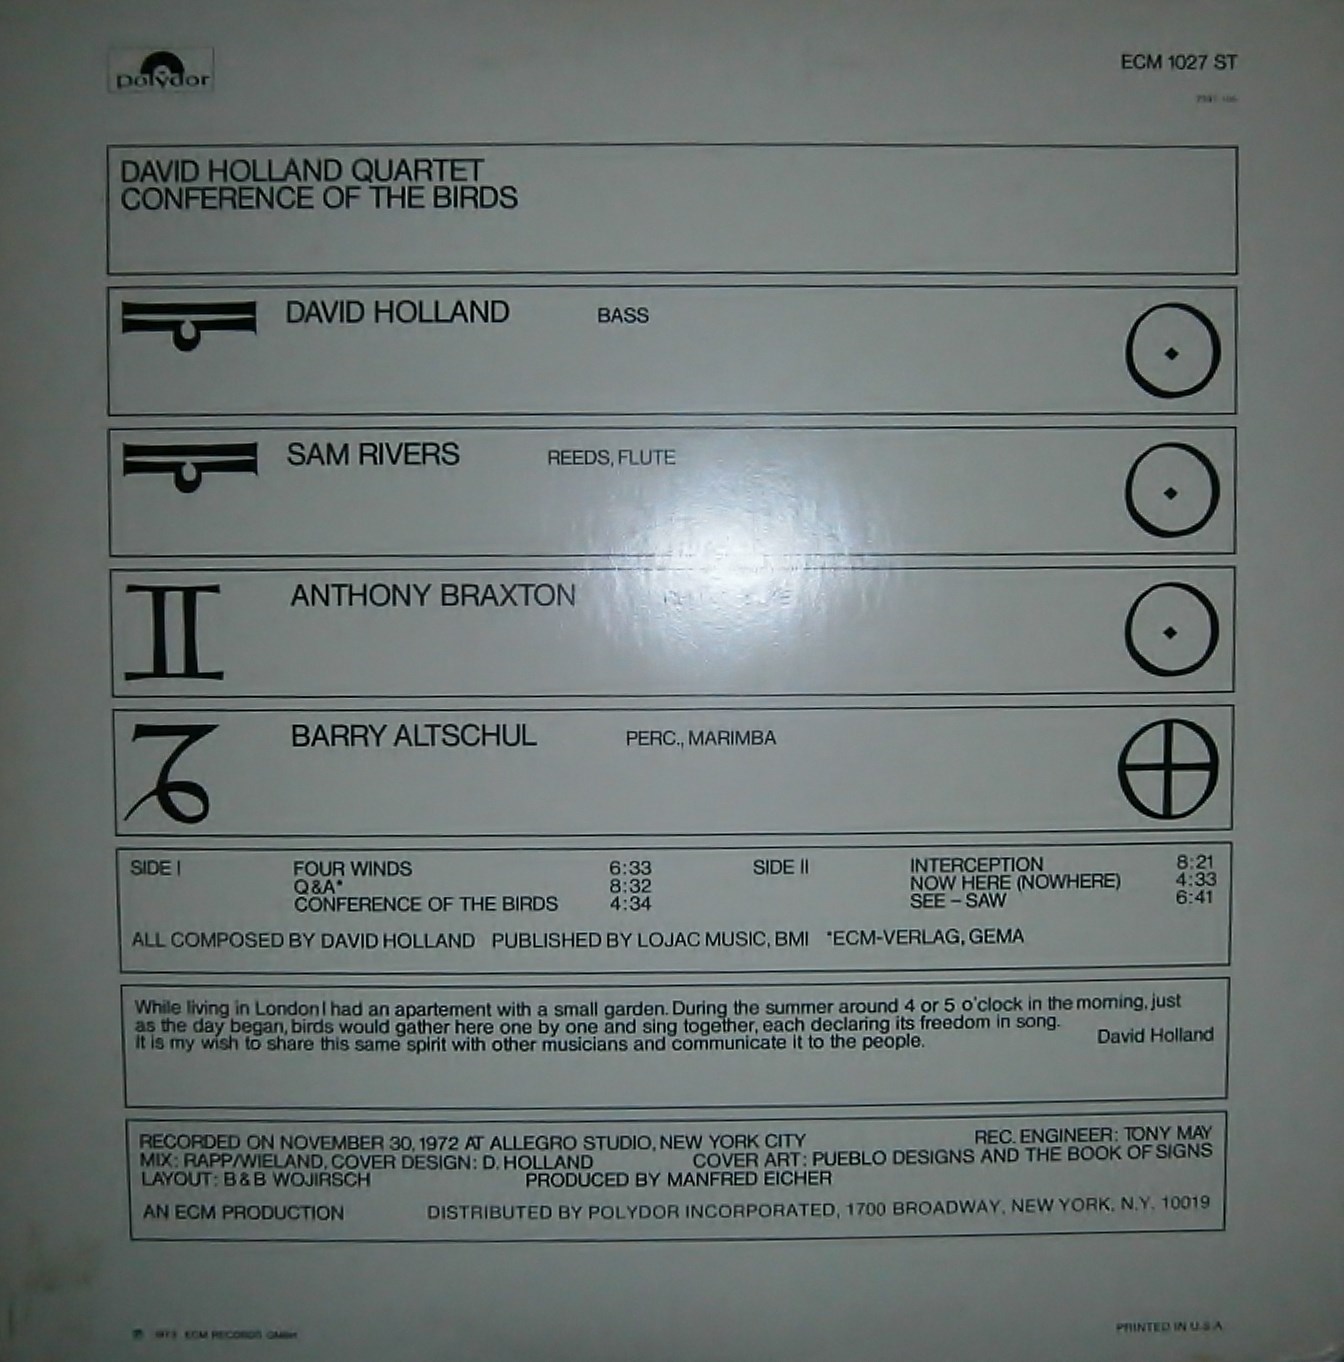 polydor
ECM 1027 ST
DAVID HOLLAND QUARTET
CONFERENCE OF THE BIRDS
DAVID HOLLAND BASS
SAM RIVERS REEDS, FLUTE
ANTHONY BRAXTON
BARRY ALTSCHUL PERC., MARIMBA
SIDE I FOUR WINDS 6:33 SIDE II INTERCEPTION 8:21
Q&A* 8:32 NOW HERE (NOWHERE) 4:33
CONFERENCE OF THE BIRDS 4:34 SEE – SAW 6:41
ALL COMPOSED BY DAVID HOLLAND PUBLISHED BY LOJAC MUSIC, BMI *ECM-VERLAG, GEMA
While living in London I had an apartement with a small garden. During the summer around 4 or 5 o'clock in the morning, just
as the day began, birds would gather here one by one and sing together, each declaring its freedom in song.
It is my wish to share this same spirit with other musicians and communicate it to the people. David Holland
RECORDED ON NOVEMBER 30, 1972 AT ALLEGRO STUDIO, NEW YORK CITY REC. ENGINEER: TONY MAY
MIX: RAPP/WIELAND, COVER DESIGN: D. HOLLAND COVER ART: PUEBLO DESIGNS AND THE BOOK OF SIGNS
LAYOUT: B & B WOJIRSCH PRODUCED BY MANFRED EICHER
AN ECM PRODUCTION DISTRIBUTED BY POLYDOR INCORPORATED, 1700 BROADWAY, NEW YORK, N.Y. 10019
℗ 1973 ECM RECORDS GMBH
PRINTED IN U.S.A.